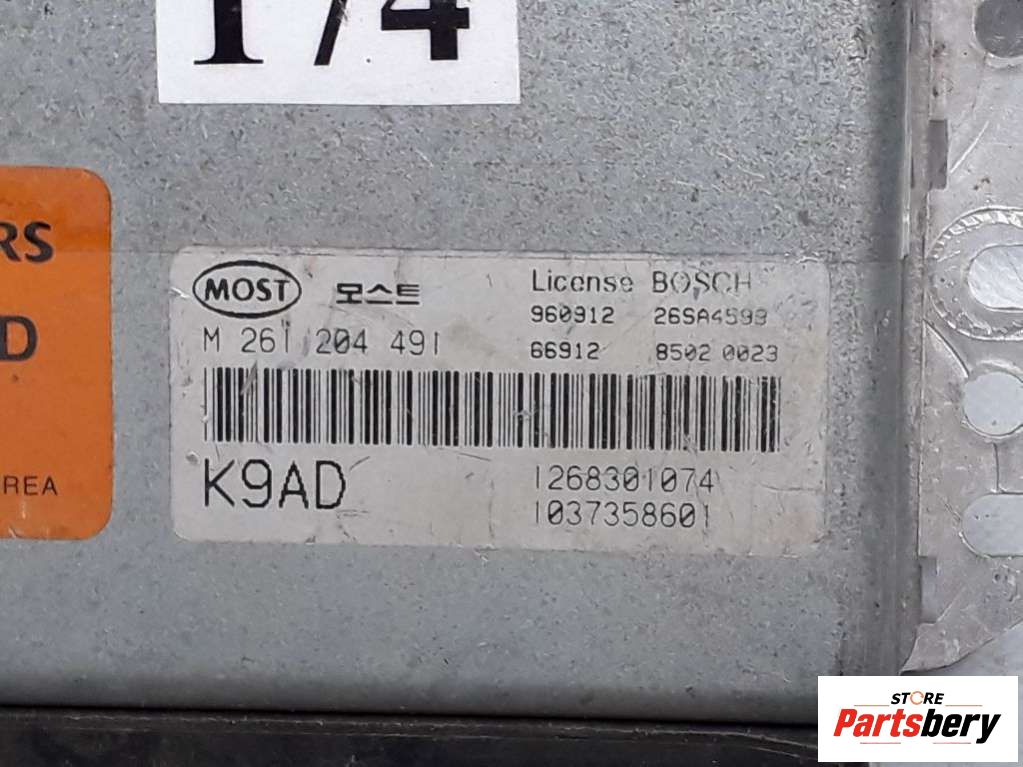 174
RS
D
REA
MOST 모스트
M 261 204 491
License BOSCH
960912 26SA4599
66912 8502 0023
K9AD
1268301074
1037358601
STORE
Partsbery